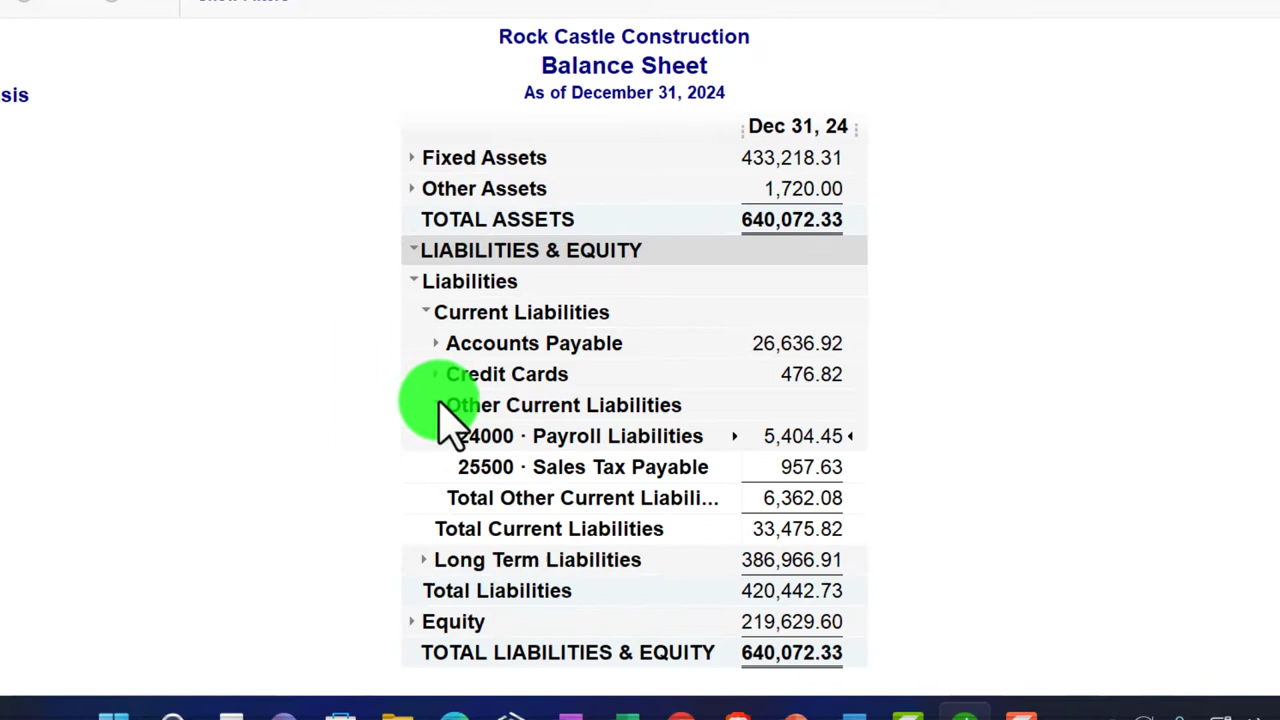 Rock Castle Construction
Balance Sheet
sis
As of December 31, 2024
Dec 31, 24
Fixed Assets 433,218.31
Other Assets 1,720.00
TOTAL ASSETS 640,072.33
LIABILITIES & EQUITY
Liabilities
Current Liabilities
Accounts Payable 26,636.92
Credit Cards 476.82
Other Current Liabilities
24000 · Payroll Liabilities 5,404.45
25500 · Sales Tax Payable 957.63
Total Other Current Liabili... 6,362.08
Total Current Liabilities 33,475.82
Long Term Liabilities 386,966.91
Total Liabilities 420,442.73
Equity 219,629.60
TOTAL LIABILITIES & EQUITY 640,072.33